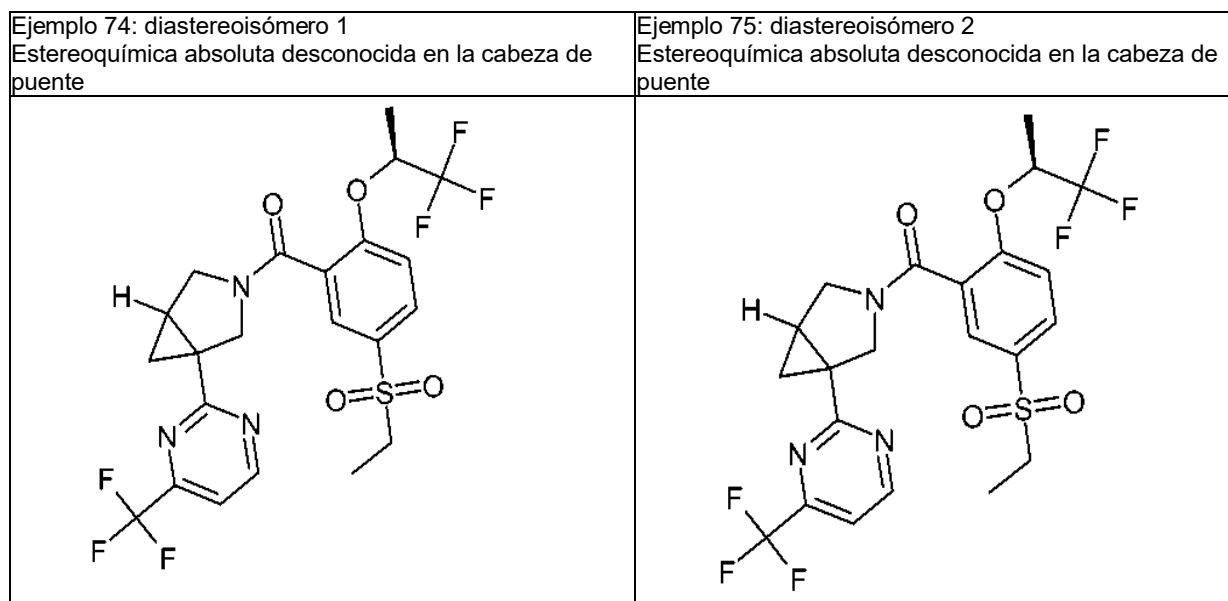 Ejemplo 74: diastereoisómero 1
Estereoquímica absoluta desconocida en la cabeza de
puente
Ejemplo 75: diastereoisómero 2
Estereoquímica absoluta desconocida en la cabeza de
puente
F
O
F
F
O
N
H
S
O
O
N
N
F
F
F
F
O
F
F
O
N
H
S
O
O
N
N
F
F
F